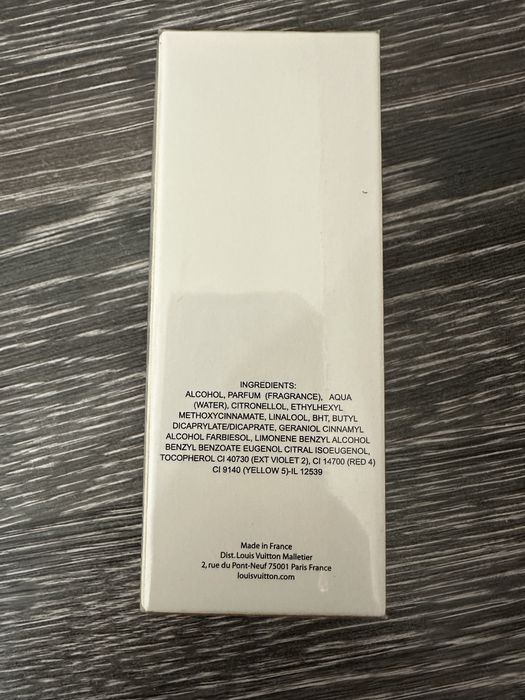 INGREDIENTS:
ALCOHOL, PARFUM (FRAGRANCE), AQUA
(WATER), CITRONELLOL, ETHYLHEXYL
METHOXYCINNAMATE, LINALOOL, BHT, BUTYL
DICAPRYLATE/DICAPRATE, GERANIOL CINNAMYL
ALCOHOL FARBIESOL, LIMONENE BENZYL ALCOHOL
BENZYL BENZOATE EUGENOL CITRAL ISOEUGENOL,
TOCOPHEROL CI 40730 (EXT VIOLET 2), CI 14700 (RED 4)
CI 9140 (YELLOW 5)-IL 12539
Made in France
Dist. Louis Vuitton Malletier
2, rue du Pont-Neuf 75001 Paris France
louisvuitton.com